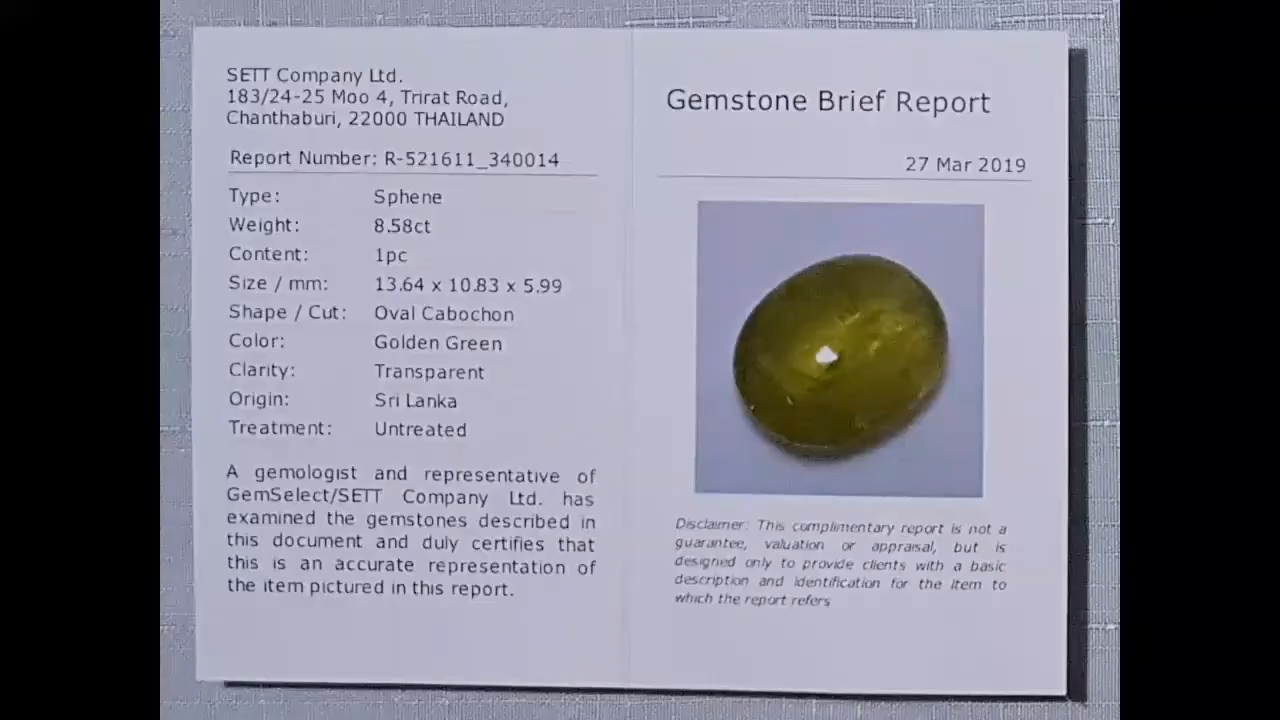 SETT Company Ltd.
183/24-25 Moo 4, Trirat Road,
Chanthaburi, 22000 THAILAND
Report Number: R-521611_340014
Type: Sphene
Weight: 8.58ct
Content: 1pc
Size / mm: 13.64 x 10.83 x 5.99
Shape / Cut: Oval Cabochon
Color: Golden Green
Clarity: Transparent
Origin: Sri Lanka
Treatment: Untreated
A gemologist and representative of
GemSelect/SETT Company Ltd. has
examined the gemstones described in
this document and duly certifies that
this is an accurate representation of
the item pictured in this report.
Gemstone Brief Report
27 Mar 2019
Disclaimer: This complimentary report is not a
guarantee, valuation or appraisal, but is
designed only to provide clients with a basic
description and identification for the item to
which the report refers